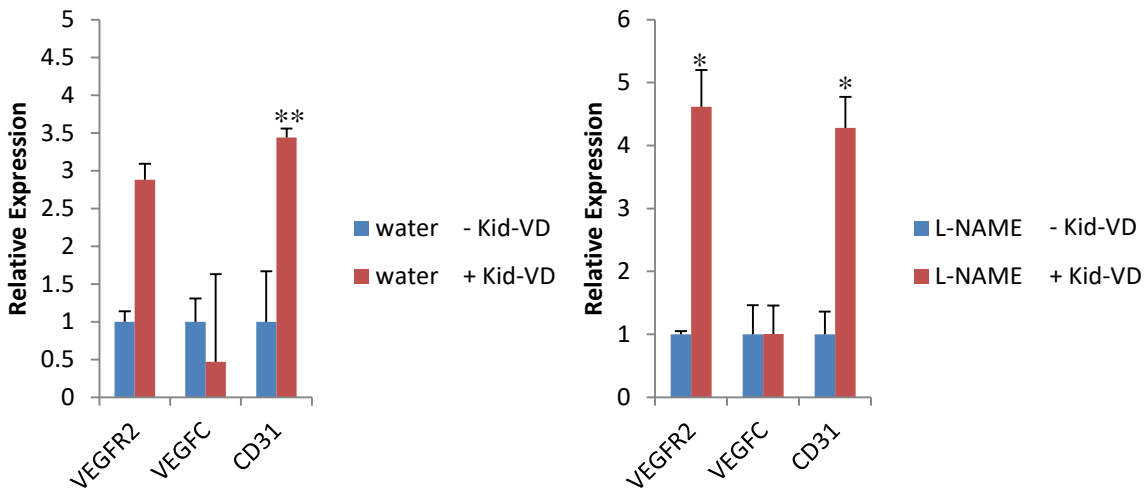 Relative Expression
5
4.5
4
3.5
3
2.5
2
1.5
1
0.5
0
**
VEGFR2
VEGFC
CD31
water - Kid-VD
water + Kid-VD
Relative Expression
6
5
4
3
2
1
0
*
*
VEGFR2
VEGFC
CD31
L-NAME - Kid-VD
L-NAME + Kid-VD